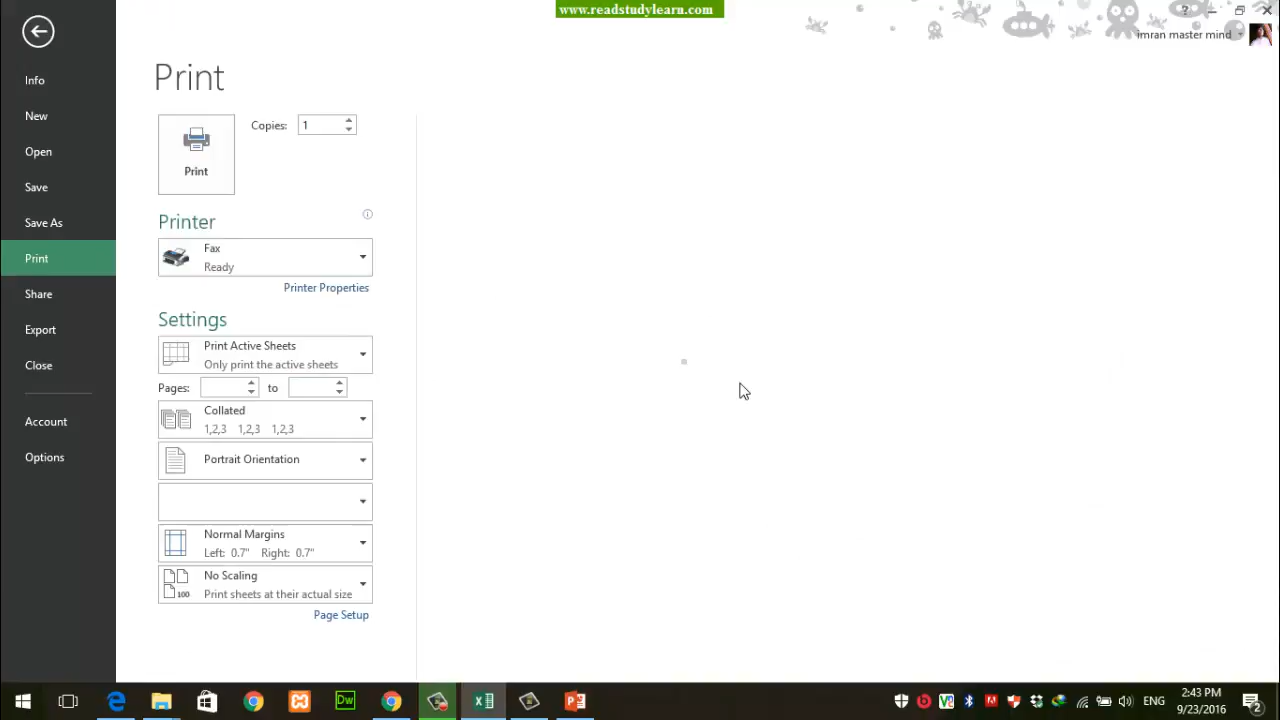 www.readstudylearn.com
?
imran master mind
Info
New
Open
Save
Save As
Print
Share
Export
Close
Account
Options
Print
Print
Copies: 1
Printer
Fax
Ready
Printer Properties
Settings
Print Active Sheets
Only print the active sheets
Pages: to
Collated
1,2,3 1,2,3 1,2,3
Portrait Orientation
Normal Margins
Left: 0.7" Right: 0.7"
No Scaling
100
Print sheets at their actual size
Page Setup
Dw
ENG
2:43 PM
9/23/2016
2